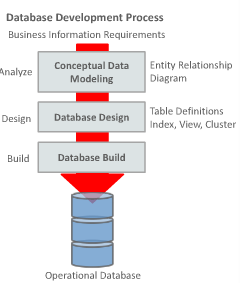 Database Development Process
Business Information Requirements
Analyze
Conceptual Data
Modeling
Entity Relationship
Diagram
Design
Database Design
Table Definitions
Index, View, Cluster
Build
Database Build
Operational Database